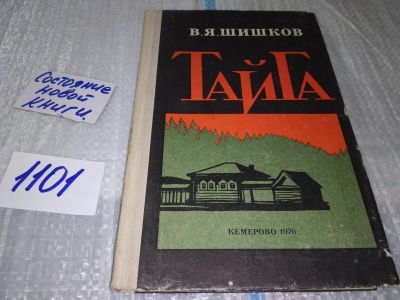 Состояние
новой
книги
1101
В.Я.ШИШКОВ
ТАЙГА
КЕМЕРОВО 1976